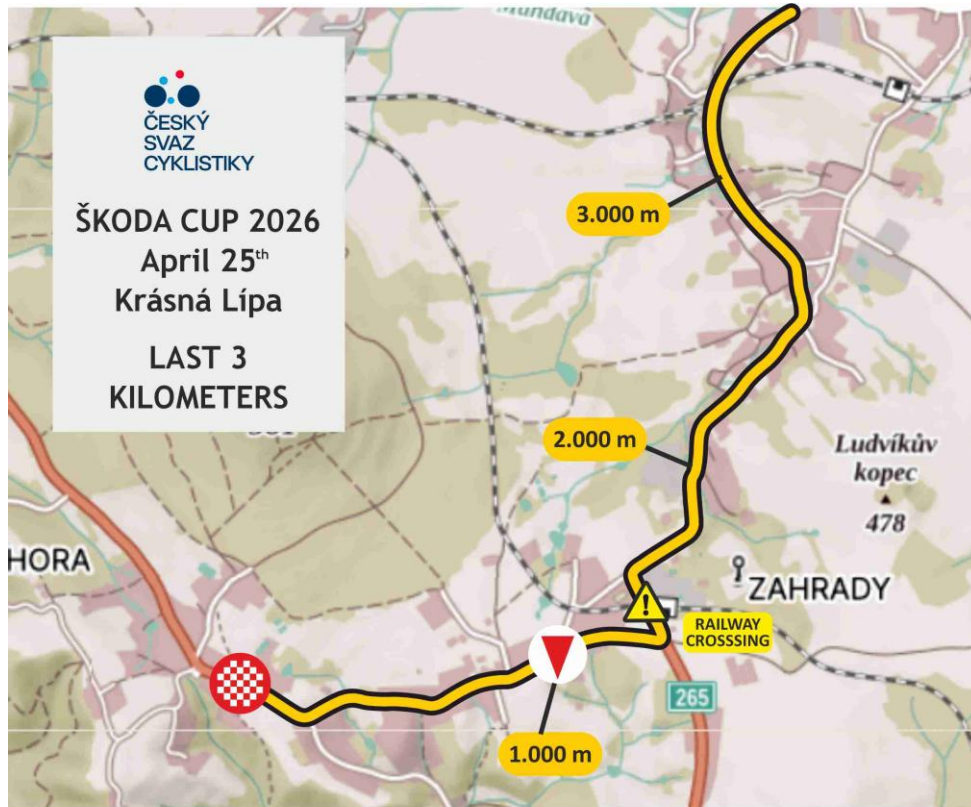 Mandava
ČESKÝ
SVAZ
CYKLISTIKY
ŠKODA CUP 2026
April 25th
Krásná Lípa
LAST 3
KILOMETERS
3.000 m
2.000 m
Ludvíkův
kopec
478
HORA
ZAHRADY
!
RAILWAY
CROSSSING
265
1.000 m